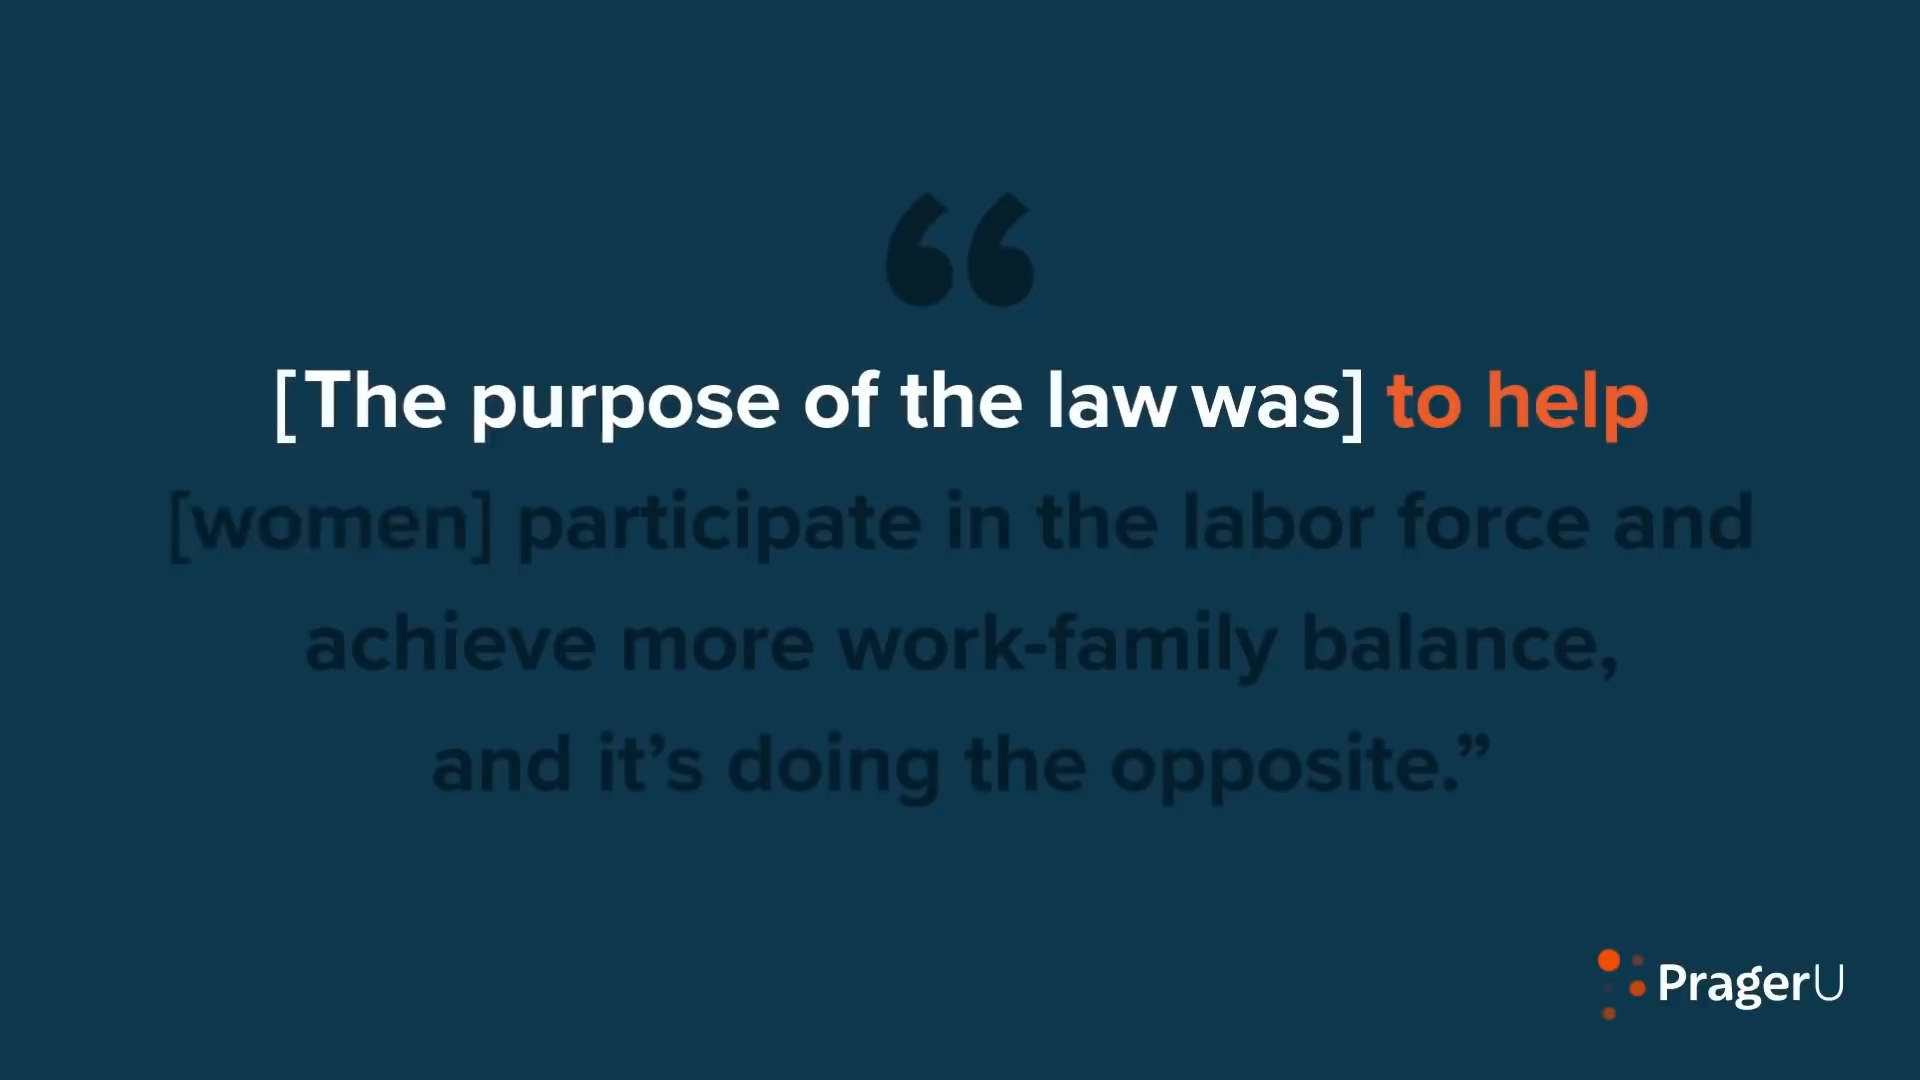 “
[The purpose of the law was] to help
[women] participate in the labor force and
achieve more work-family balance,
and it’s doing the opposite.”
PragerU